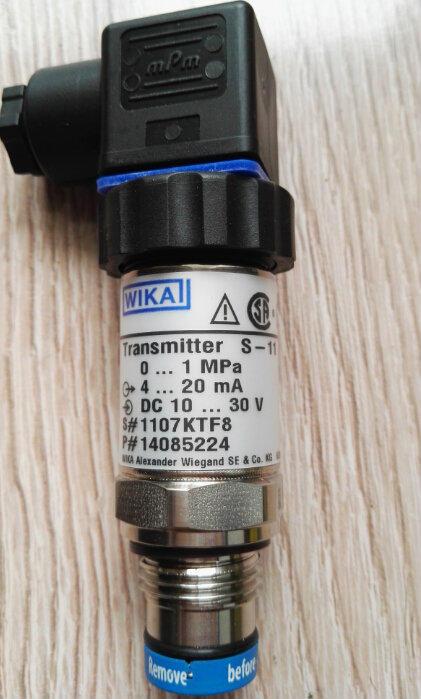 mPm
WIKA
Transmitter S-11
0 ... 1 MPa
4 ... 20 mA
DC 10 ... 30 V
S#1107KTF8
P#14085224
WIKA Alexander Wiegand SE & Co. KG
Remove before